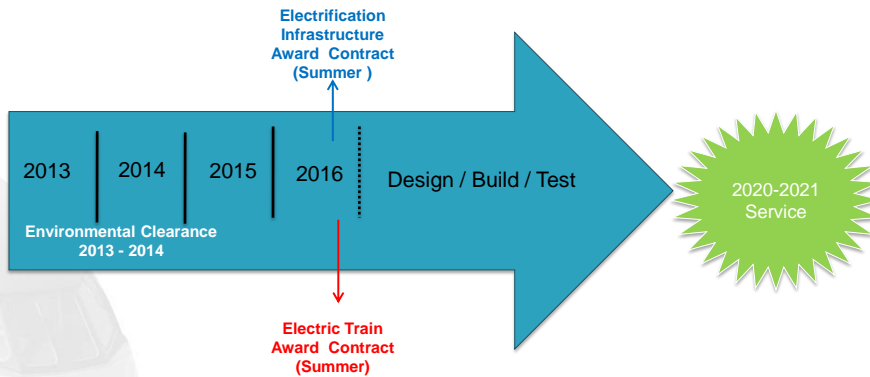 Electrification
Infrastructure
Award Contract
(Summer )
2013
2014
2015
2016
Design / Build / Test
Environmental Clearance
2013 - 2014
2020-2021
Service
Electric Train
Award Contract
(Summer)